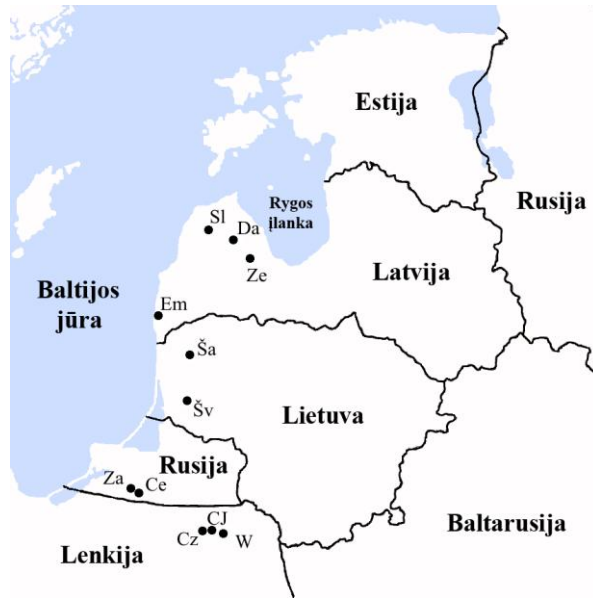 Estija
Rusija
Rygos
įlanka
Sl
Da
Ze
Latvija
Baltijos
jūra
Em
Ša
Šv
Lietuva
Rusija
Za
Ce
CJ
Cz
W
Lenkija
Baltarusija